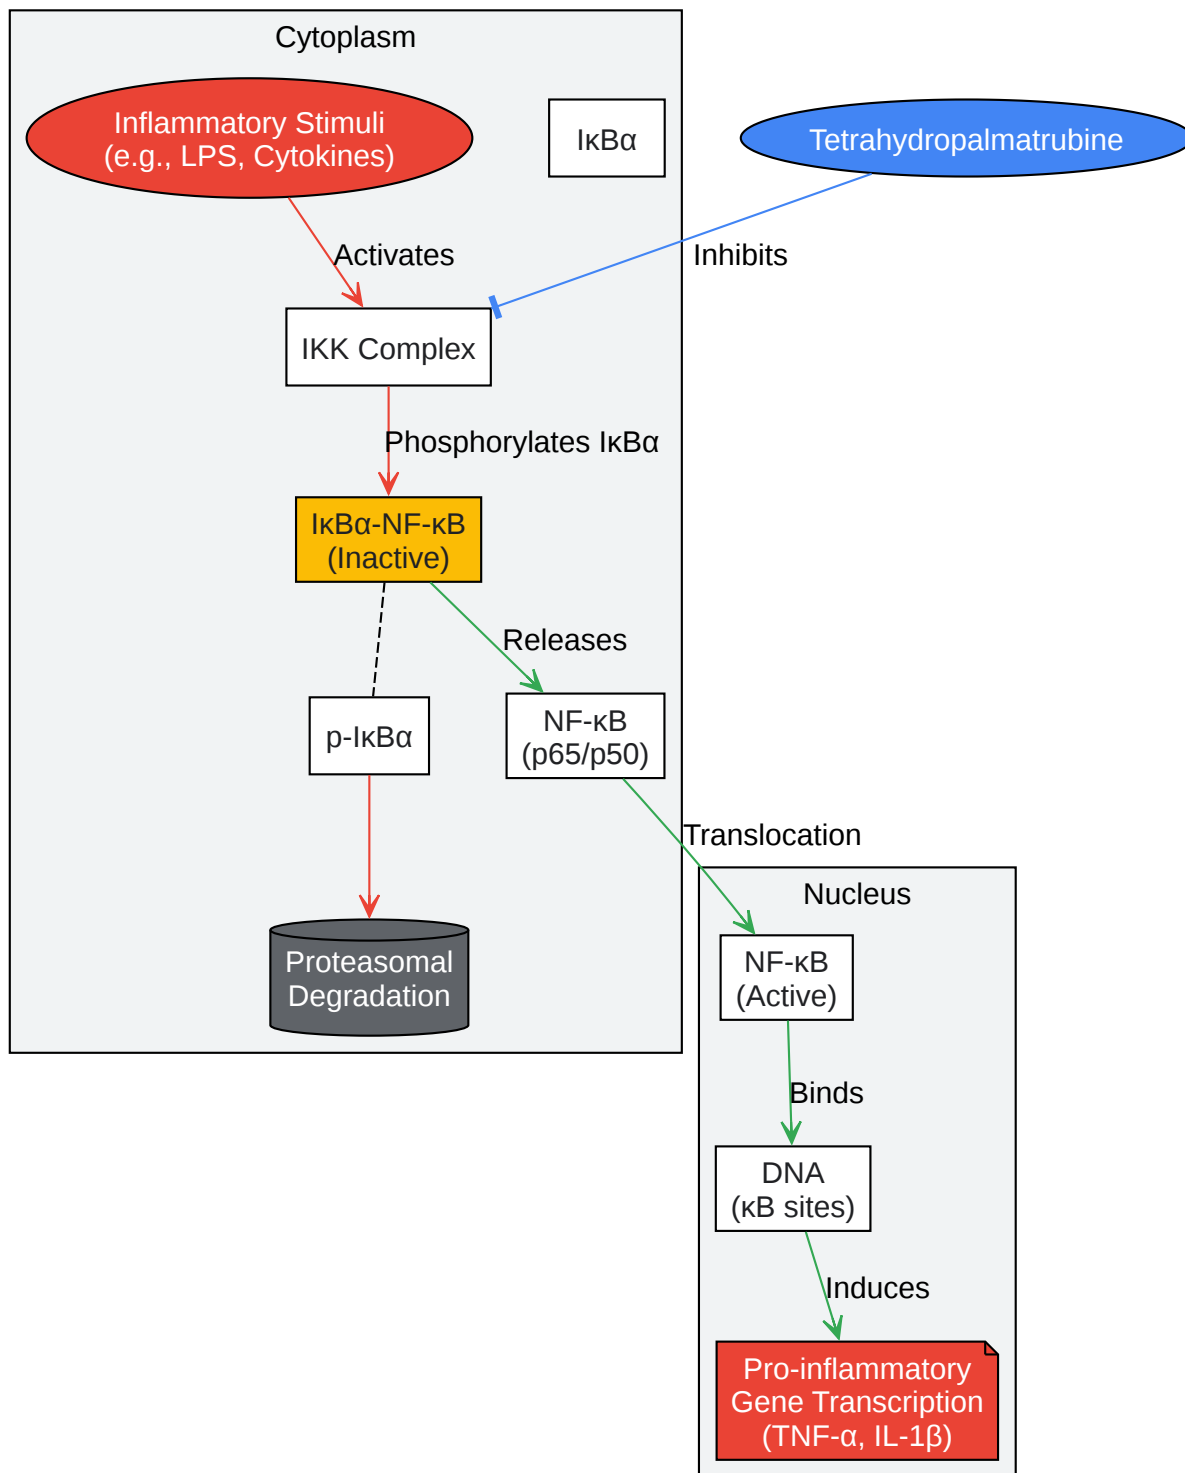 Cytoplasm
Inflammatory Stimuli
(e.g., LPS, Cytokines)
IκBα
Tetrahydropalmatrubine
Activates
Inhibits
IKK Complex
Phosphorylates IκBα
IκBα-NF-κB
(Inactive)
Releases
p-IκBα
NF-κB
(p65/p50)
Translocation
Nucleus
Proteasomal
Degradation
NF-κB
(Active)
Binds
DNA
(κB sites)
Induces
Pro-inflammatory
Gene Transcription
(TNF-α, IL-1β)